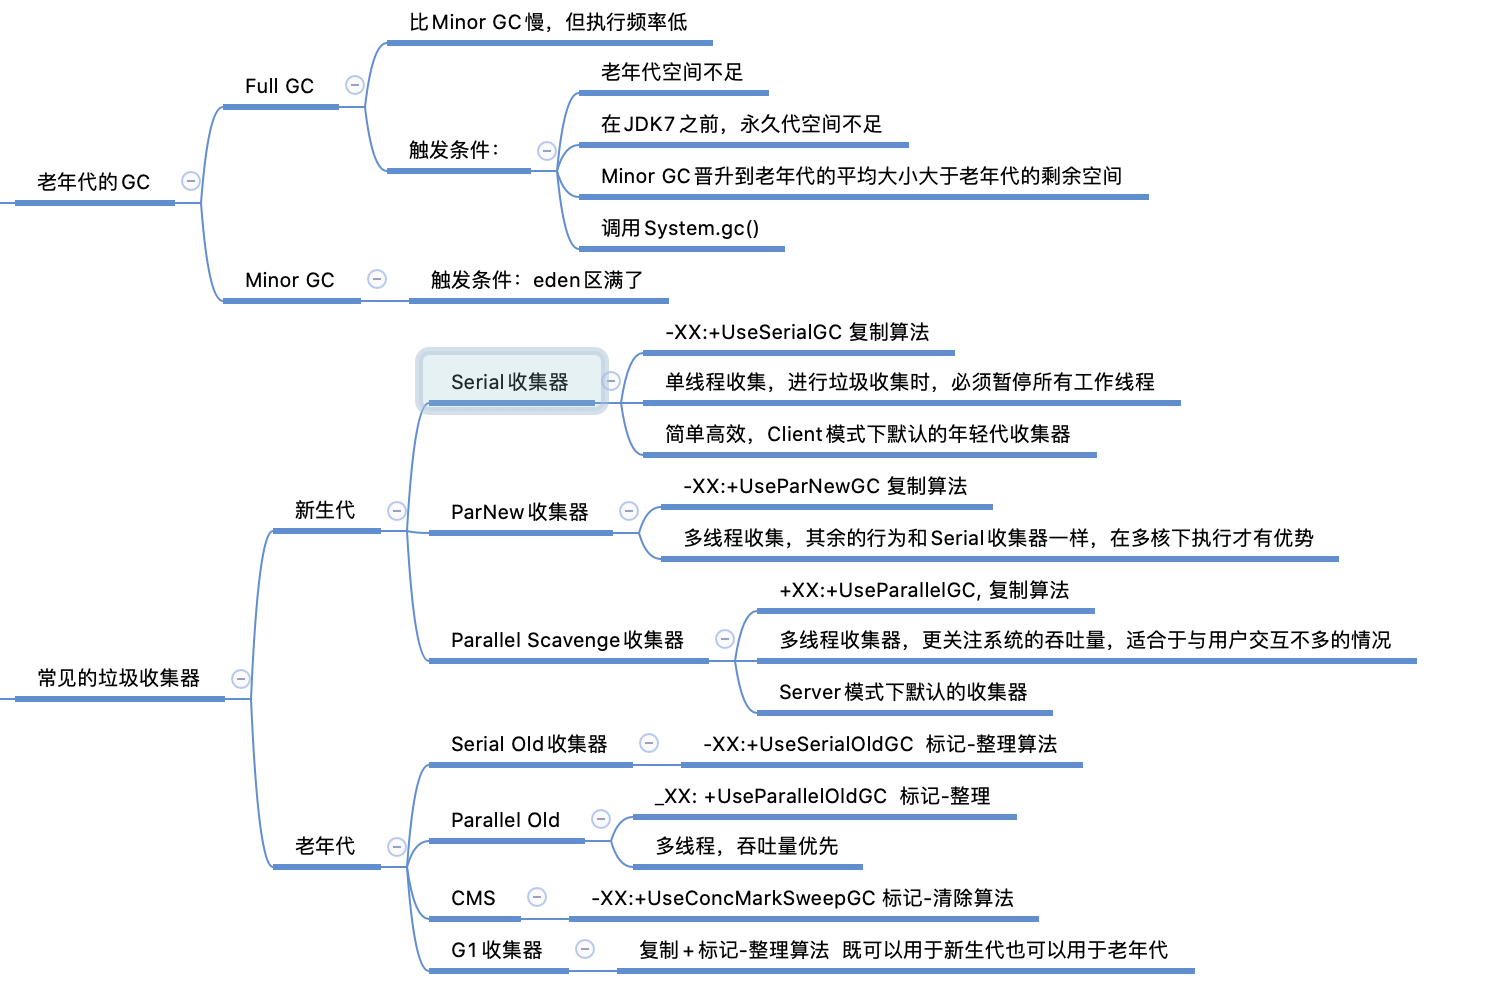 老年代的GC
Full GC
比Minor GC慢，但执行频率低
触发条件：
老年代空间不足
在JDK7之前，永久代空间不足
Minor GC晋升到老年代的平均大小大于老年代的剩余空间
调用System.gc()
Minor GC
触发条件：eden区满了
常见的垃圾收集器
新生代
Serial收集器
-XX:+UseSerialGC 复制算法
单线程收集，进行垃圾收集时，必须暂停所有工作线程
简单高效，Client模式下默认的年轻代收集器
ParNew收集器
-XX:+UseParNewGC 复制算法
多线程收集，其余的行为和Serial收集器一样，在多核下执行才有优势
Parallel Scavenge收集器
+XX:+UseParallelGC, 复制算法
多线程收集器，更关注系统的吞吐量，适合于与用户交互不多的情况
Server模式下默认的收集器
老年代
Serial Old收集器
-XX:+UseSerialOldGC  标记-整理算法
Parallel Old
_XX: +UseParallelOldGC  标记-整理
多线程，吞吐量优先
CMS
-XX:+UseConcMarkSweepGC 标记-清除算法
G1收集器
复制+标记-整理算法  既可以用于新生代也可以用于老年代